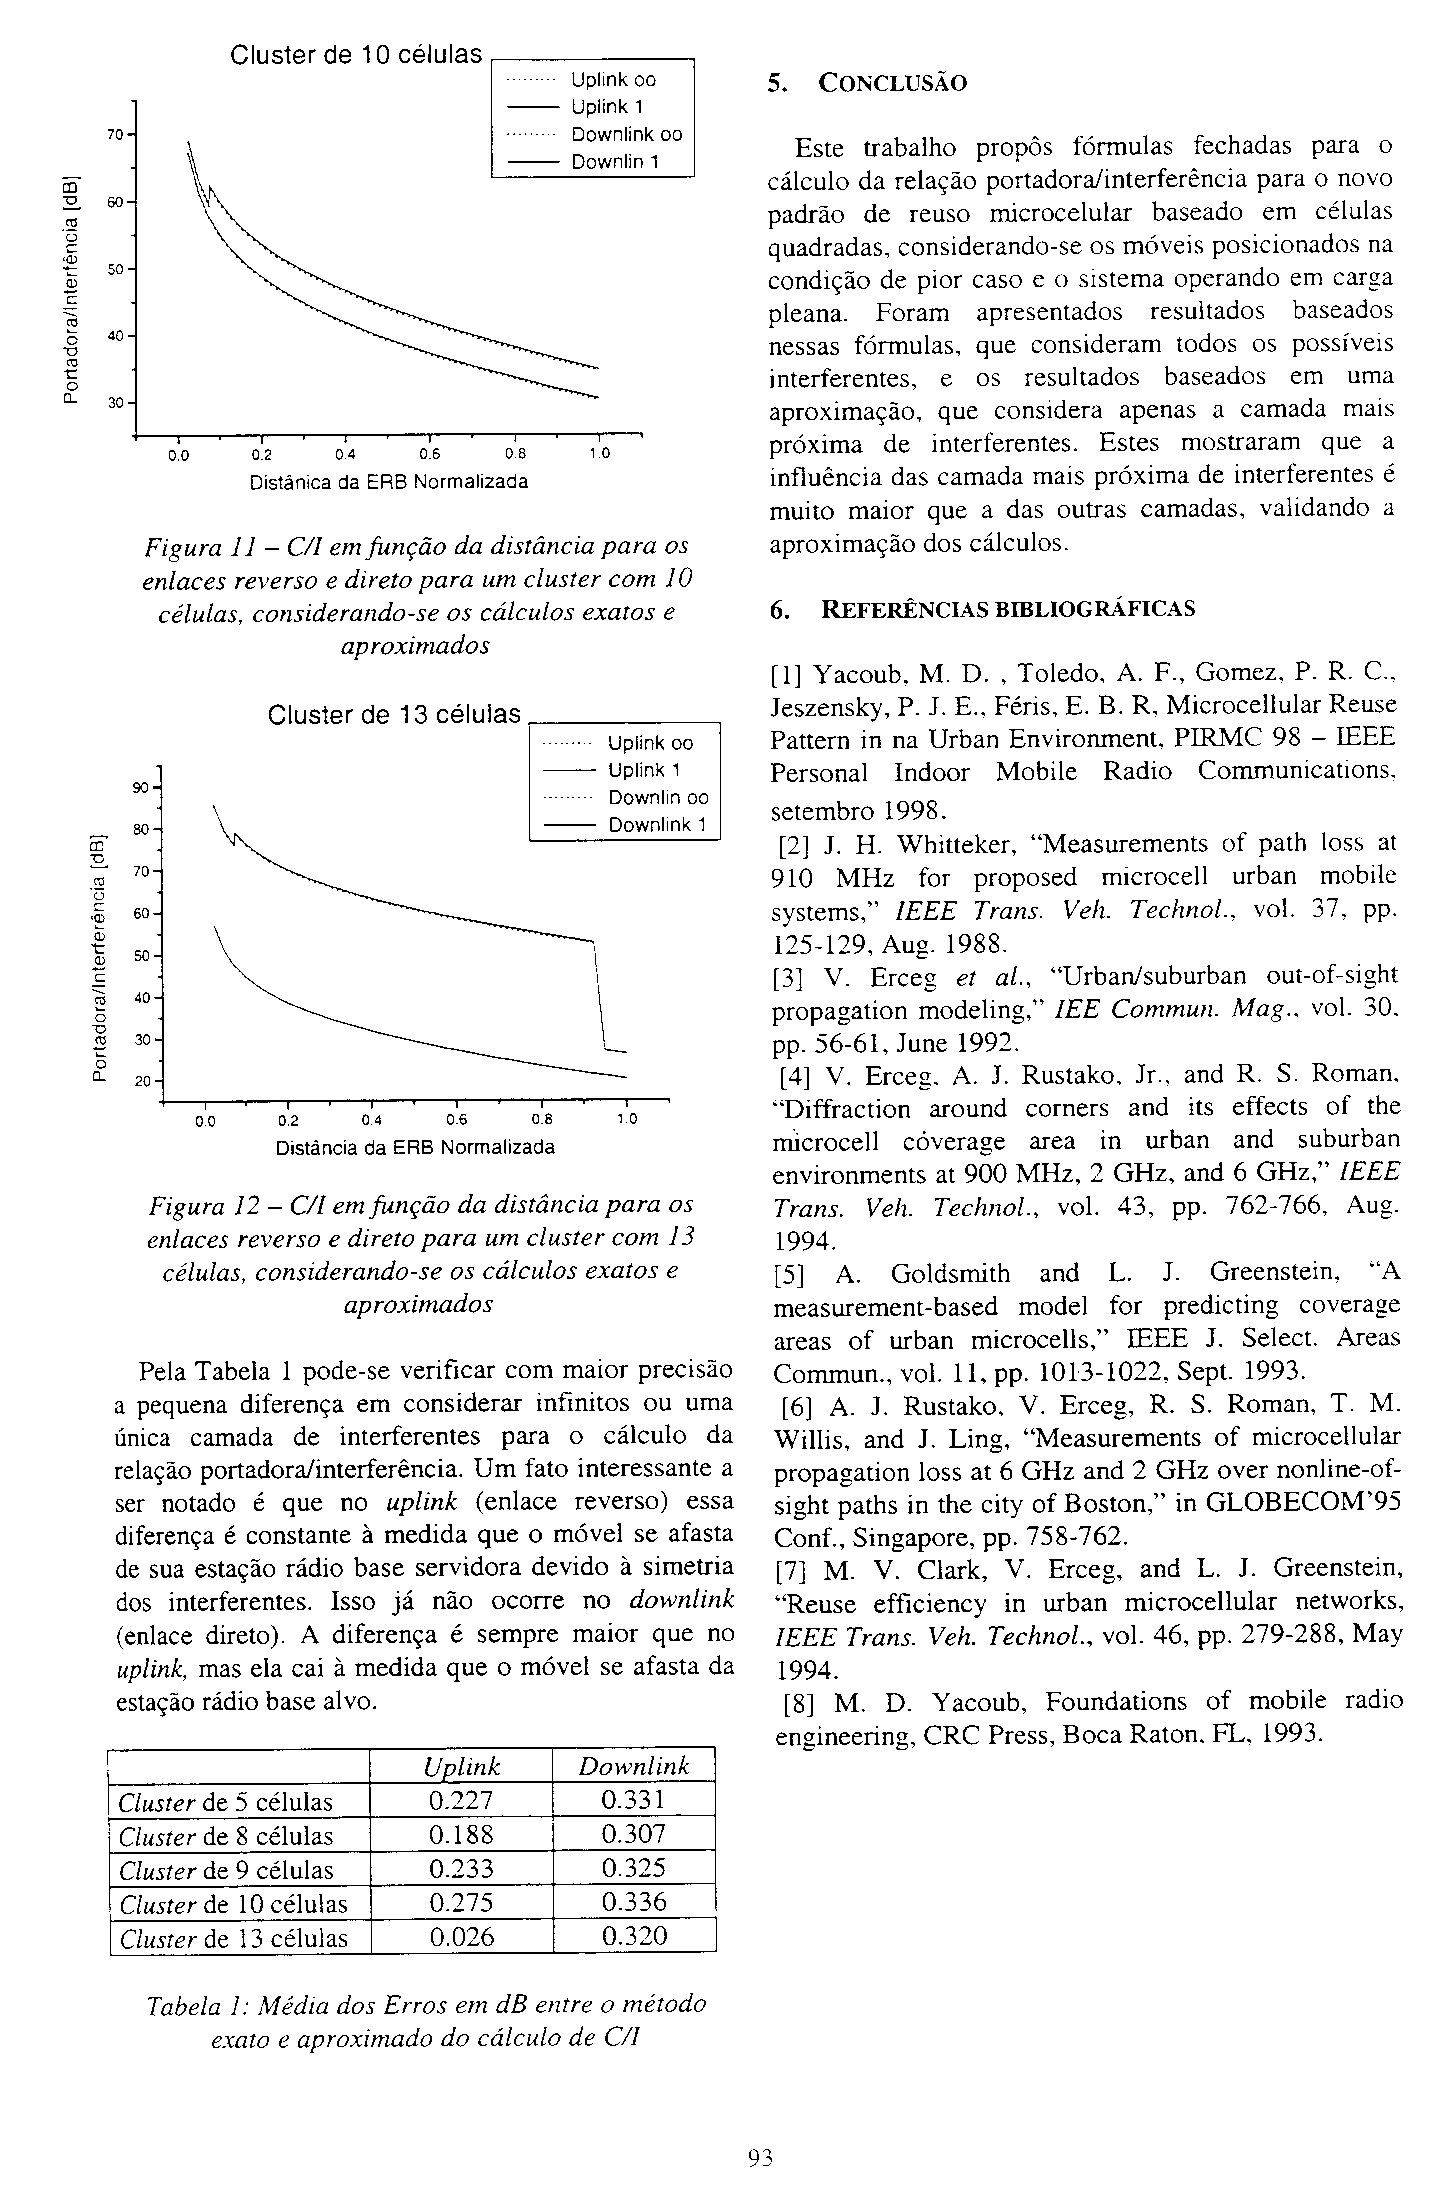 Cluster de 10 células
Uplink oo
Uplink 1
Downlink oo
Downlin 1
Portadora/Interferência [dB]
70
60
50
40
30
0.0 0.2 0.4 0.6 0.8 1.0
Distânica da ERB Normalizada
Figura 11 – C/I em função da distância para os
enlaces reverso e direto para um cluster com 10
células, considerando-se os cálculos exatos e
aproximados
Cluster de 13 células
Uplink oo
Uplink 1
Downlin oo
Downlink 1
Portadora/Interferência [dB]
90
80
70
60
50
40
30
20
0.0 0.2 0.4 0.6 0.8 1.0
Distância da ERB Normalizada
Figura 12 – C/I em função da distância para os
enlaces reverso e direto para um cluster com 13
células, considerando-se os cálculos exatos e
aproximados
Pela Tabela 1 pode-se verificar com maior precisão
a pequena diferença em considerar infinitos ou uma
única camada de interferentes para o cálculo da
relação portadora/interferência. Um fato interessante a
ser notado é que no uplink (enlace reverso) essa
diferença é constante à medida que o móvel se afasta
de sua estação rádio base servidora devido à simetria
dos interferentes. Isso já não ocorre no downlink
(enlace direto). A diferença é sempre maior que no
uplink, mas ela cai à medida que o móvel se afasta da
estação rádio base alvo.
Uplink Downlink
Cluster de 5 células 0.227 0.331
Cluster de 8 células 0.188 0.307
Cluster de 9 células 0.233 0.325
Cluster de 10 células 0.275 0.336
Cluster de 13 células 0.026 0.320
Tabela 1: Média dos Erros em dB entre o método
exato e aproximado do cálculo de C/I
5. CONCLUSÃO
Este trabalho propôs fórmulas fechadas para o
cálculo da relação portadora/interferência para o novo
padrão de reuso microcelular baseado em células
quadradas, considerando-se os móveis posicionados na
condição de pior caso e o sistema operando em carga
pleana. Foram apresentados resultados baseados
nessas fórmulas, que consideram todos os possíveis
interferentes, e os resultados baseados em uma
aproximação, que considera apenas a camada mais
próxima de interferentes. Estes mostraram que a
influência das camada mais próxima de interferentes é
muito maior que a das outras camadas, validando a
aproximação dos cálculos.
6. REFERÊNCIAS BIBLIOGRÁFICAS
[1] Yacoub, M. D. , Toledo, A. F., Gomez, P. R. C.,
Jeszensky, P. J. E., Féris, E. B. R, Microcellular Reuse
Pattern in na Urban Environment, PIRMC 98 – IEEE
Personal Indoor Mobile Radio Communications,
setembro 1998.
[2] J. H. Whitteker, “Measurements of path loss at
910 MHz for proposed microcell urban mobile
systems,” IEEE Trans. Veh. Technol., vol. 37, pp.
125-129, Aug. 1988.
[3] V. Erceg et al., “Urban/suburban out-of-sight
propagation modeling,” IEE Commun. Mag., vol. 30,
pp. 56-61, June 1992.
[4] V. Erceg, A. J. Rustako, Jr., and R. S. Roman,
“Diffraction around corners and its effects of the
microcell coverage area in urban and suburban
environments at 900 MHz, 2 GHz, and 6 GHz,” IEEE
Trans. Veh. Technol., vol. 43, pp. 762-766, Aug.
1994.
[5] A. Goldsmith and L. J. Greenstein, “A
measurement-based model for predicting coverage
areas of urban microcells,” IEEE J. Select. Areas
Commun., vol. 11, pp. 1013-1022, Sept. 1993.
[6] A. J. Rustako, V. Erceg, R. S. Roman, T. M.
Willis, and J. Ling, “Measurements of microcellular
propagation loss at 6 GHz and 2 GHz over nonline-of-
sight paths in the city of Boston,” in GLOBECOM'95
Conf., Singapore, pp. 758-762.
[7] M. V. Clark, V. Erceg, and L. J. Greenstein,
“Reuse efficiency in urban microcellular networks,
IEEE Trans. Veh. Technol., vol. 46, pp. 279-288, May
1994.
[8] M. D. Yacoub, Foundations of mobile radio
engineering, CRC Press, Boca Raton, FL, 1993.
93